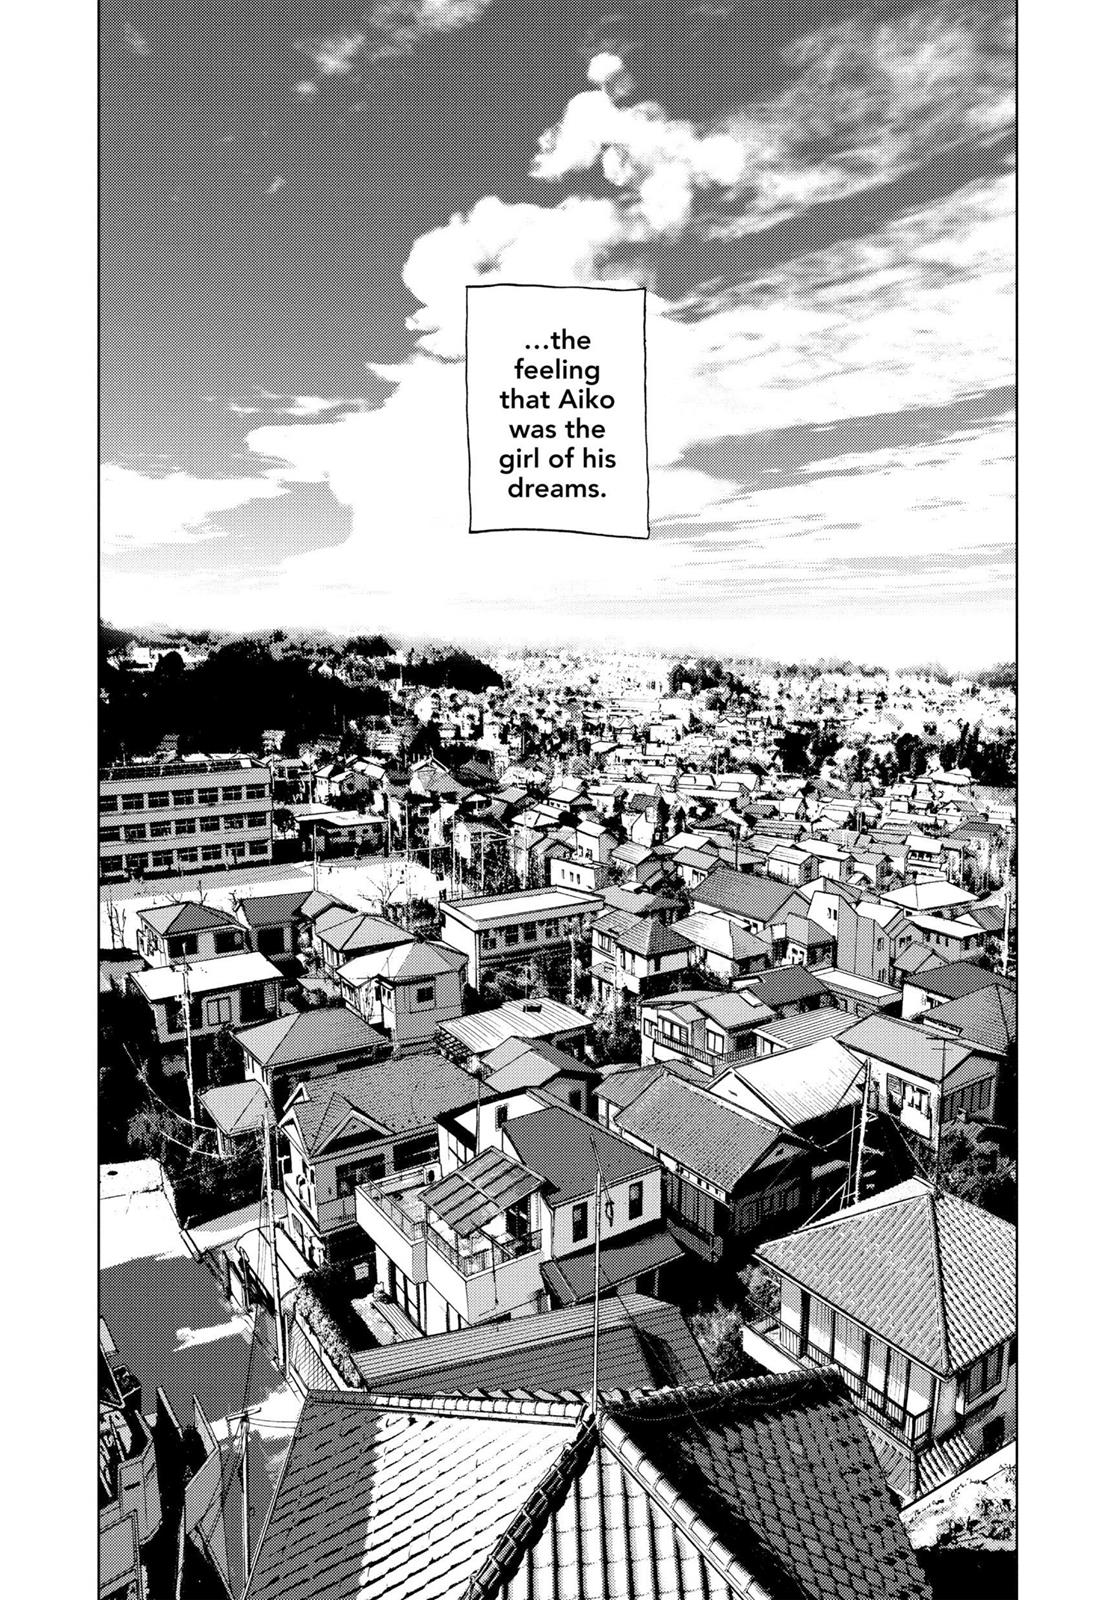 …the
feeling
that Aiko
was the
girl of his
dreams.